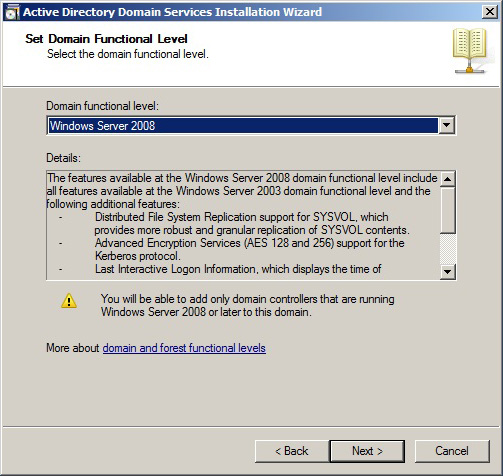 Active Directory Domain Services Installation Wizard
Set Domain Functional Level
Select the domain functional level.
Domain functional level:
Windows Server 2008
Details:
The features available at the Windows Server 2008 domain functional level include
all features available at the Windows Server 2003 domain functional level and the
following additional features:
- Distributed File System Replication support for SYSVOL, which
provides more robust and granular replication of SYSVOL contents.
- Advanced Encryption Services (AES 128 and 256) support for the
Kerberos protocol.
- Last Interactive Logon Information, which displays the time of
You will be able to add only domain controllers that are running
Windows Server 2008 or later to this domain.
More about domain and forest functional levels
< Back Next > Cancel